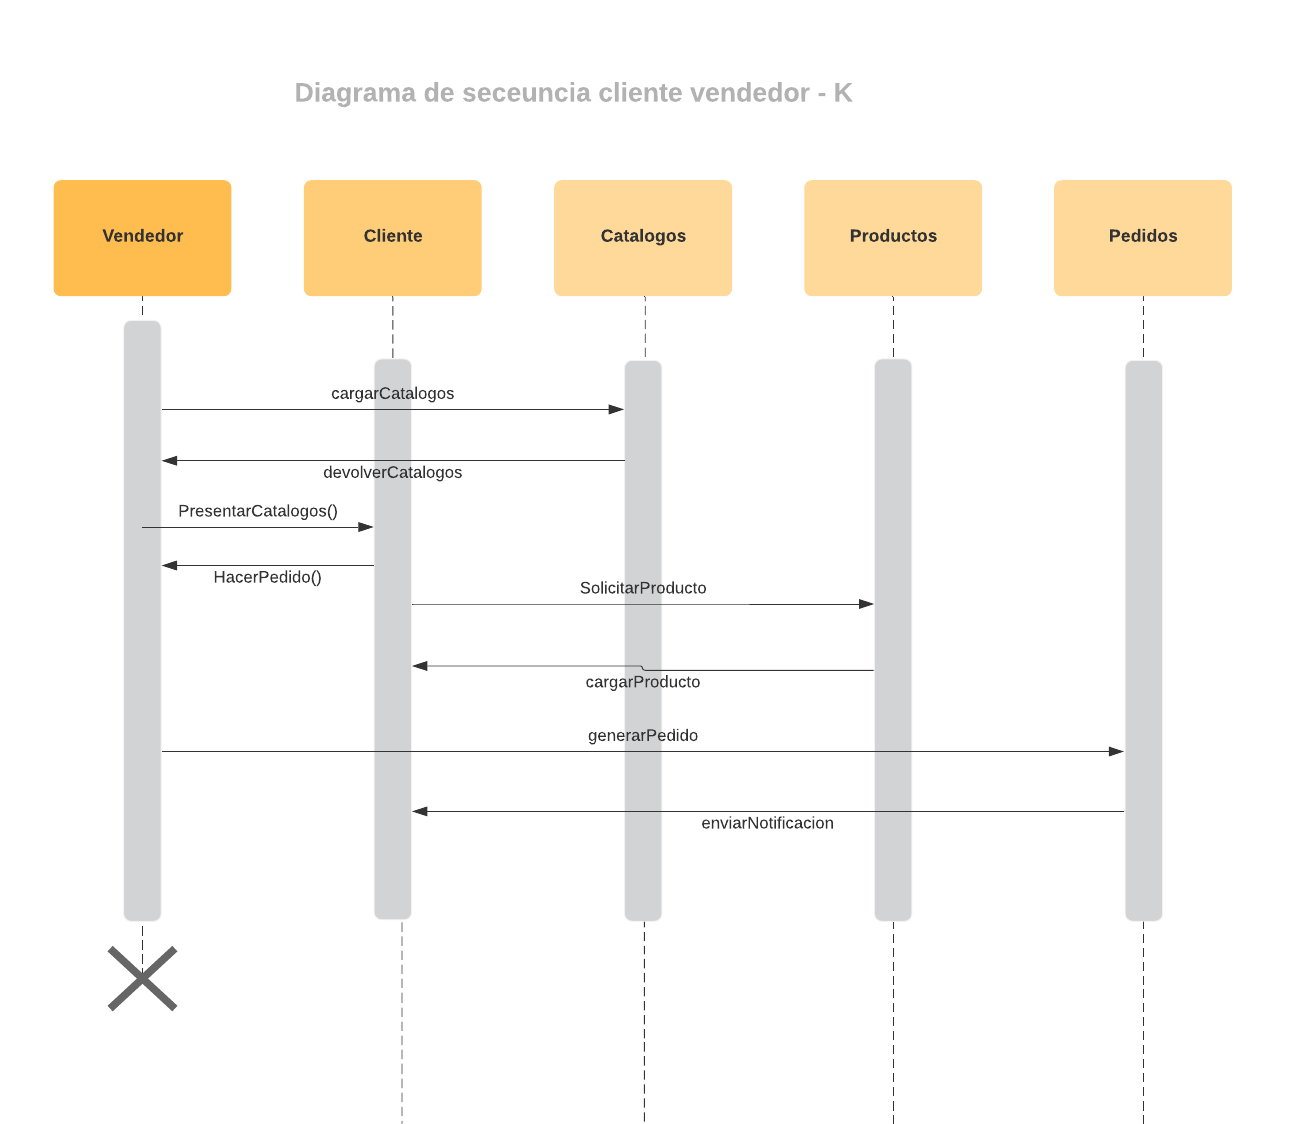 Diagrama de seceuncia cliente vendedor - K
Vendedor
Cliente
Catalogos
Productos
Pedidos
cargarCatalogos
devolverCatalogos
PresentarCatalogos()
HacerPedido()
SolicitarProducto
cargarProducto
generarPedido
enviarNotificacion